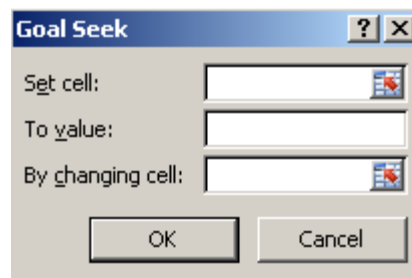 Goal Seek
Set cell:
To value:
By changing cell:
OK Cancel